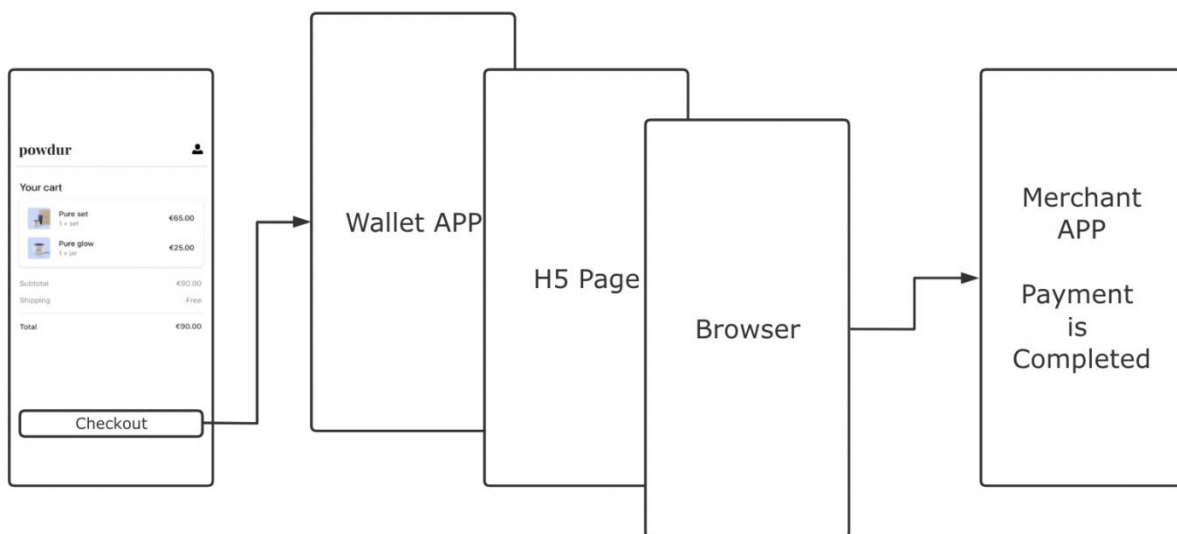 powdur
Your cart
Pure set €65.00
1 × set
Pure glow €25.00
1 × jar
Subtotal €90.00
Shipping Free
Total €90.00
Checkout
Wallet APP
H5 Page
Browser
Merchant
APP
Payment
is
Completed